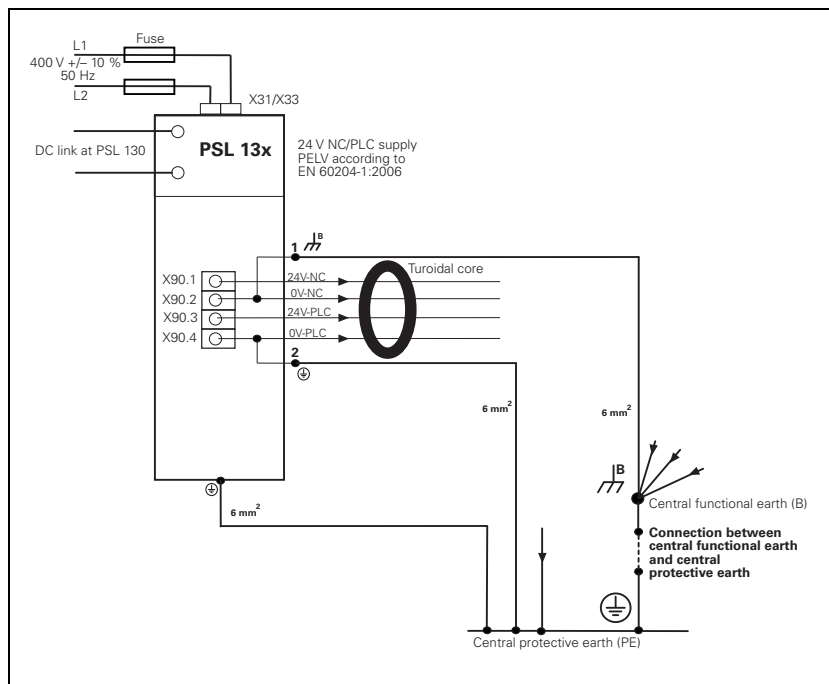 L1
Fuse
400 V +/– 10 %
50 Hz
L2
X31/X33
DC link at PSL 130
PSL 13x
24 V NC/PLC supply
PELV according to
EN 60204-1:2006
1
B
Turoidal core
X90.1
24V-NC
X90.2
0V-NC
X90.3
24V-PLC
X90.4
0V-PLC
2
6 mm²
6 mm²
B
Central functional earth (B)
6 mm²
Connection between
central functional earth
and central
protective earth
Central protective earth (PE)